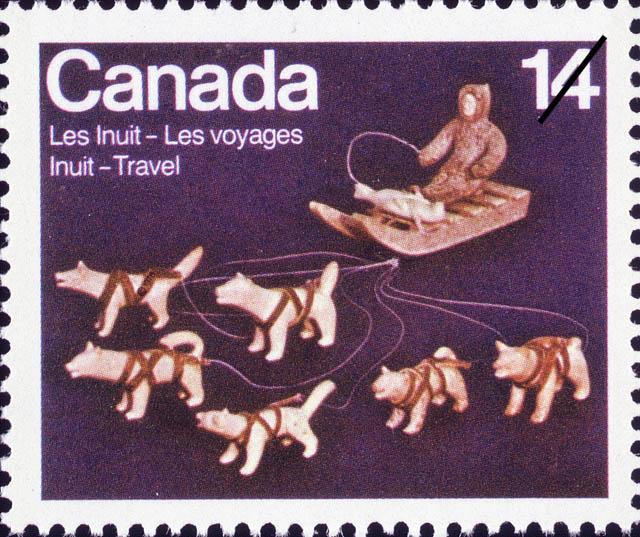 Canada 14
Les Inuit – Les voyages
Inuit – Travel